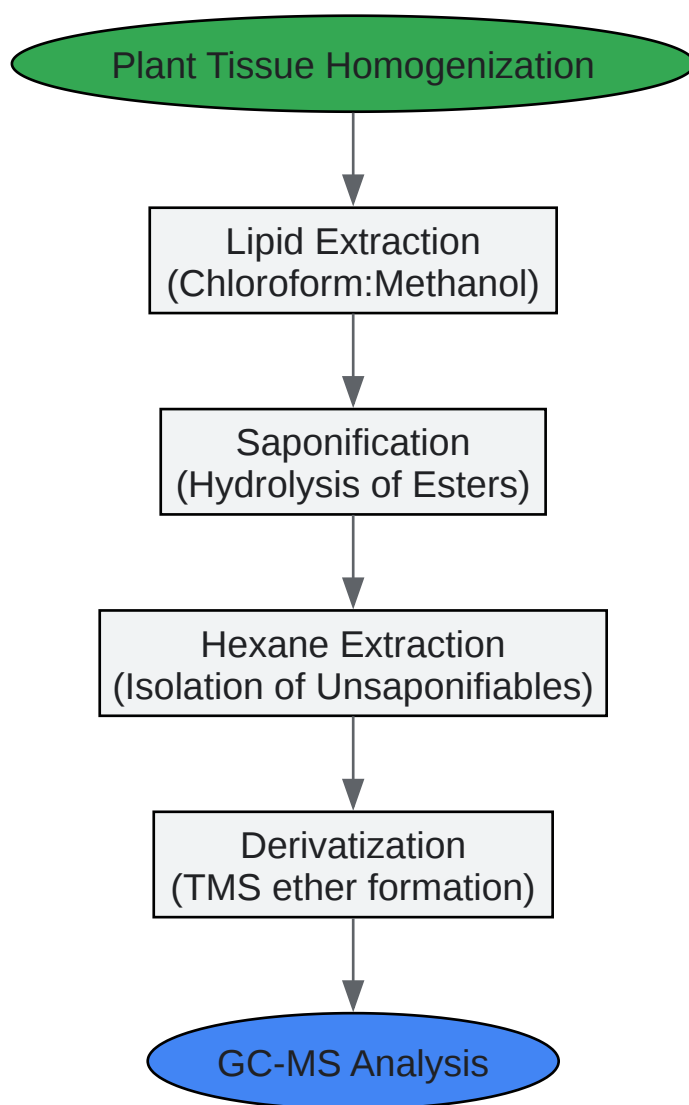 Plant Tissue Homogenization
Lipid Extraction
(Chloroform:Methanol)
Saponification
(Hydrolysis of Esters)
Hexane Extraction
(Isolation of Unsaponifiables)
Derivatization
(TMS ether formation)
GC-MS Analysis